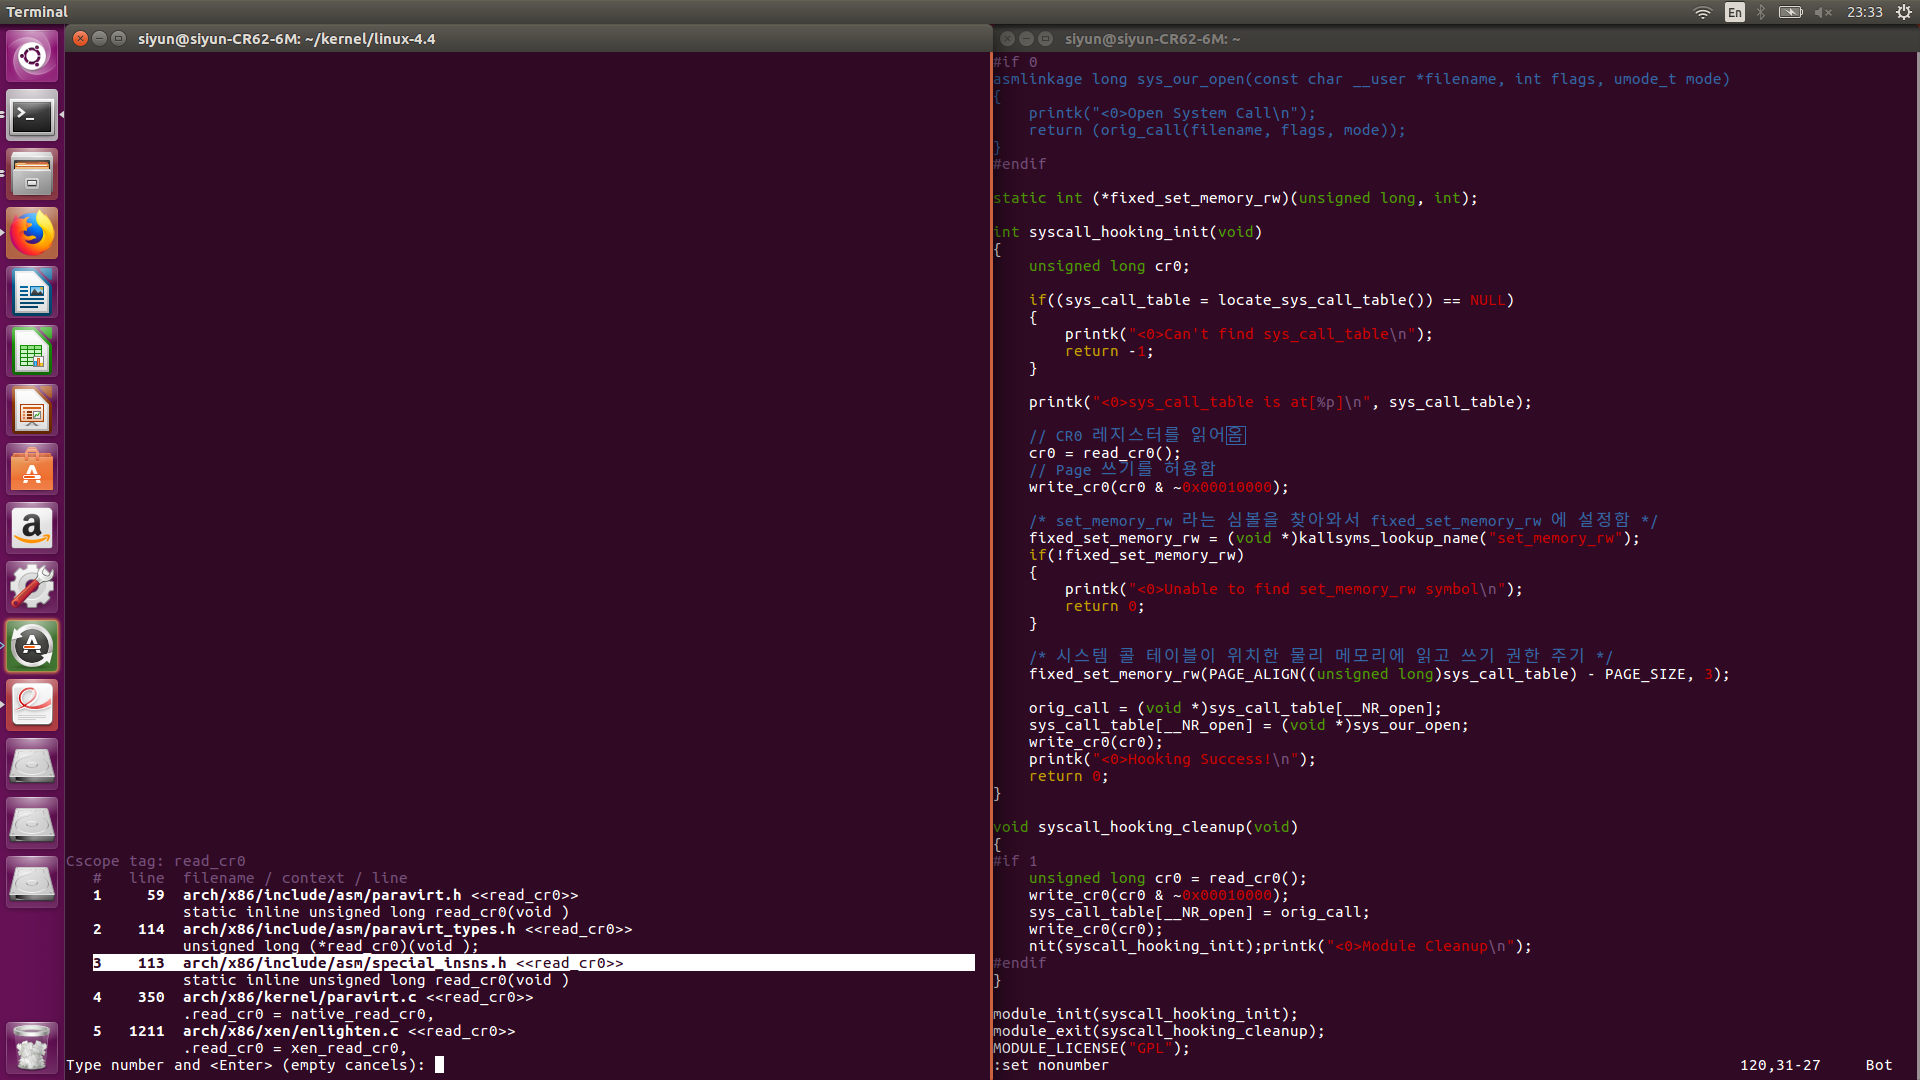 Terminal
En
23:33
siyun@siyun-CR62-6M: ~/kernel/linux-4.4
Cscope tag: read_cr0
   #   line  filename / context / line
   1     59  arch/x86/include/asm/paravirt.h <<read_cr0>>
             static inline unsigned long read_cr0(void )
   2    114  arch/x86/include/asm/paravirt_types.h <<read_cr0>>
             unsigned long (*read_cr0)(void );
   3    113  arch/x86/include/asm/special_insns.h <<read_cr0>>
             static inline unsigned long read_cr0(void )
   4    350  arch/x86/kernel/paravirt.c <<read_cr0>>
             .read_cr0 = native_read_cr0,
   5   1211  arch/x86/xen/enlighten.c <<read_cr0>>
             .read_cr0 = xen_read_cr0,
Type number and <Enter> (empty cancels):
siyun@siyun-CR62-6M: ~
#if 0
asmlinkage long sys_our_open(const char __user *filename, int flags, umode_t mode)
{
    printk("<0>Open System Call\n");
    return (orig_call(filename, flags, mode));
}
#endif
static int (*fixed_set_memory_rw)(unsigned long, int);
int syscall_hooking_init(void)
{
    unsigned long cr0;
    if((sys_call_table = locate_sys_call_table()) == NULL)
    {
        printk("<0>Can't find sys_call_table\n");
        return -1;
    }
    printk("<0>sys_call_table is at[%p]\n", sys_call_table);
    // CR0 레지스터를 읽어옴
    cr0 = read_cr0();
    // Page 쓰기를 허용함
    write_cr0(cr0 & ~0x00010000);
    /* set_memory_rw 라는 심볼을 찾아와서 fixed_set_memory_rw 에 설정함 */
    fixed_set_memory_rw = (void *)kallsyms_lookup_name("set_memory_rw");
    if(!fixed_set_memory_rw)
    {
        printk("<0>Unable to find set_memory_rw symbol\n");
        return 0;
    }
    /* 시스템 콜 테이블이 위치한 물리 메모리에 읽고 쓰기 권한 주기 */
    fixed_set_memory_rw(PAGE_ALIGN((unsigned long)sys_call_table) - PAGE_SIZE, 3);
    orig_call = (void *)sys_call_table[__NR_open];
    sys_call_table[__NR_open] = (void *)sys_our_open;
    write_cr0(cr0);
    printk("<0>Hooking Success!\n");
    return 0;
}
void syscall_hooking_cleanup(void)
{
#if 1
    unsigned long cr0 = read_cr0();
    write_cr0(cr0 & ~0x00010000);
    sys_call_table[__NR_open] = orig_call;
    write_cr0(cr0);
    nit(syscall_hooking_init);printk("<0>Module Cleanup\n");
#endif
}
module_init(syscall_hooking_init);
module_exit(syscall_hooking_cleanup);
MODULE_LICENSE("GPL");
:set nonumber 120,31-27 Bot